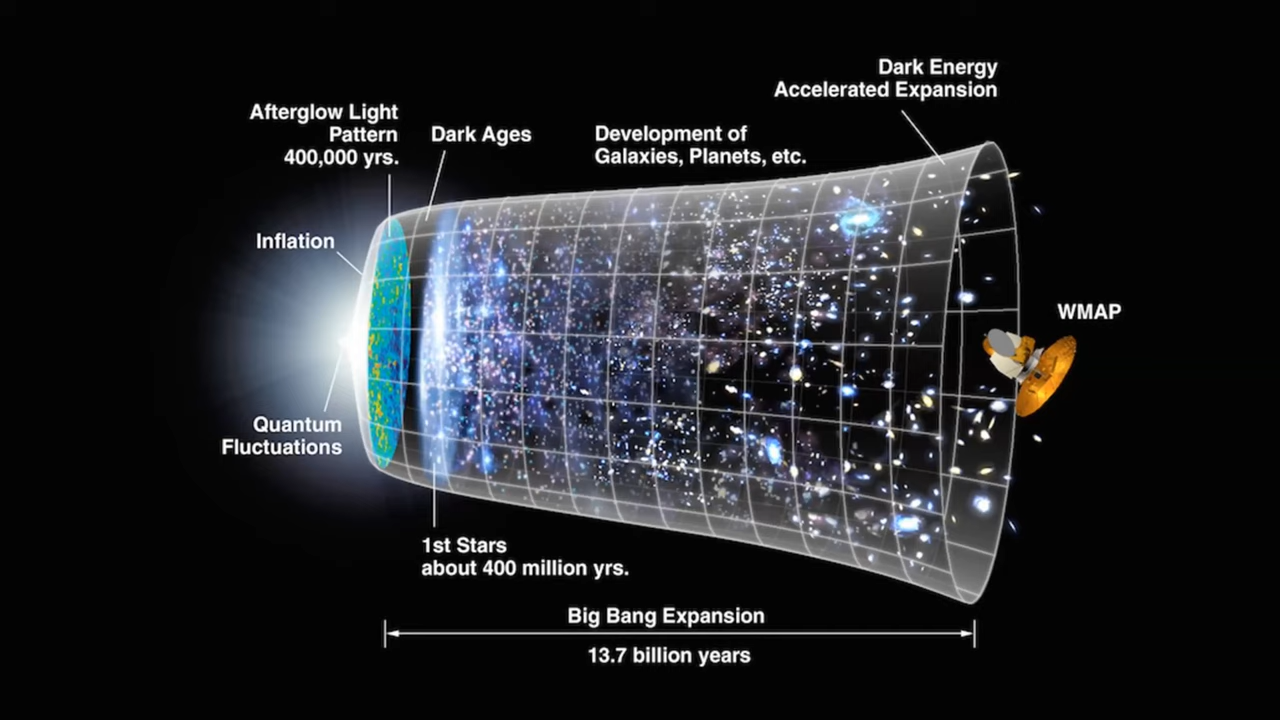 Dark Energy
Accelerated Expansion
Afterglow Light
Pattern
400,000 yrs.
Dark Ages
Development of
Galaxies, Planets, etc.
Inflation
WMAP
Quantum
Fluctuations
1st Stars
about 400 million yrs.
Big Bang Expansion
13.7 billion years